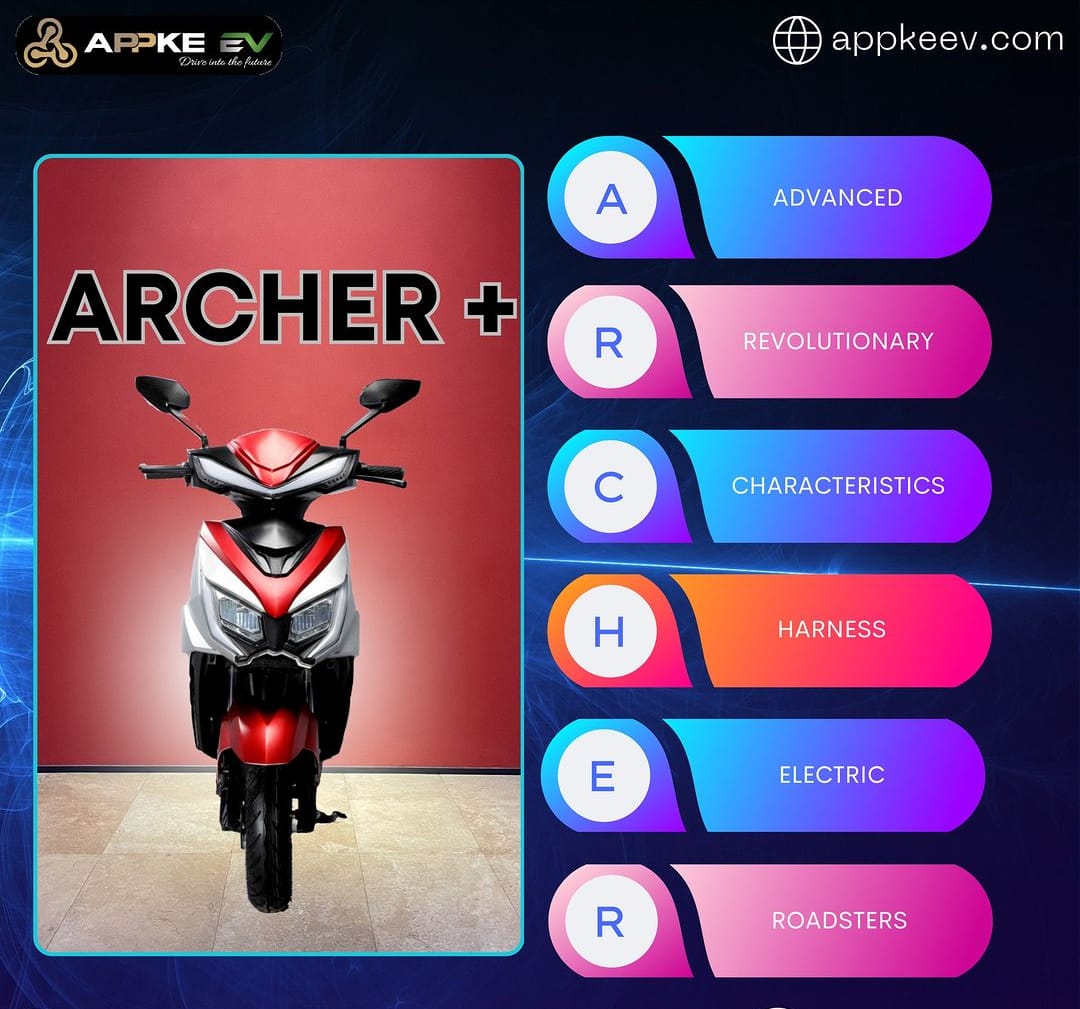 APPKE EV
Drive into the future
appkeev.com
ARCHER +
A
ADVANCED
R
REVOLUTIONARY
C
CHARACTERISTICS
H
HARNESS
E
ELECTRIC
R
ROADSTERS